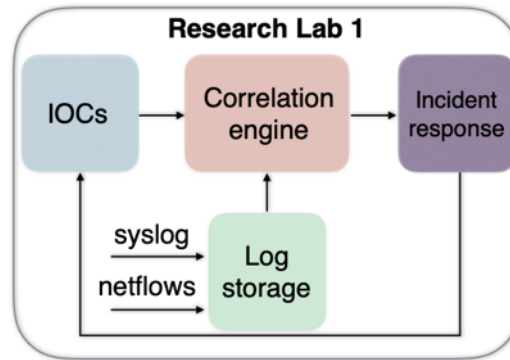 Research Lab 1
IOCs
Correlation
engine
Incident
response
syslog
netflows
Log
storage